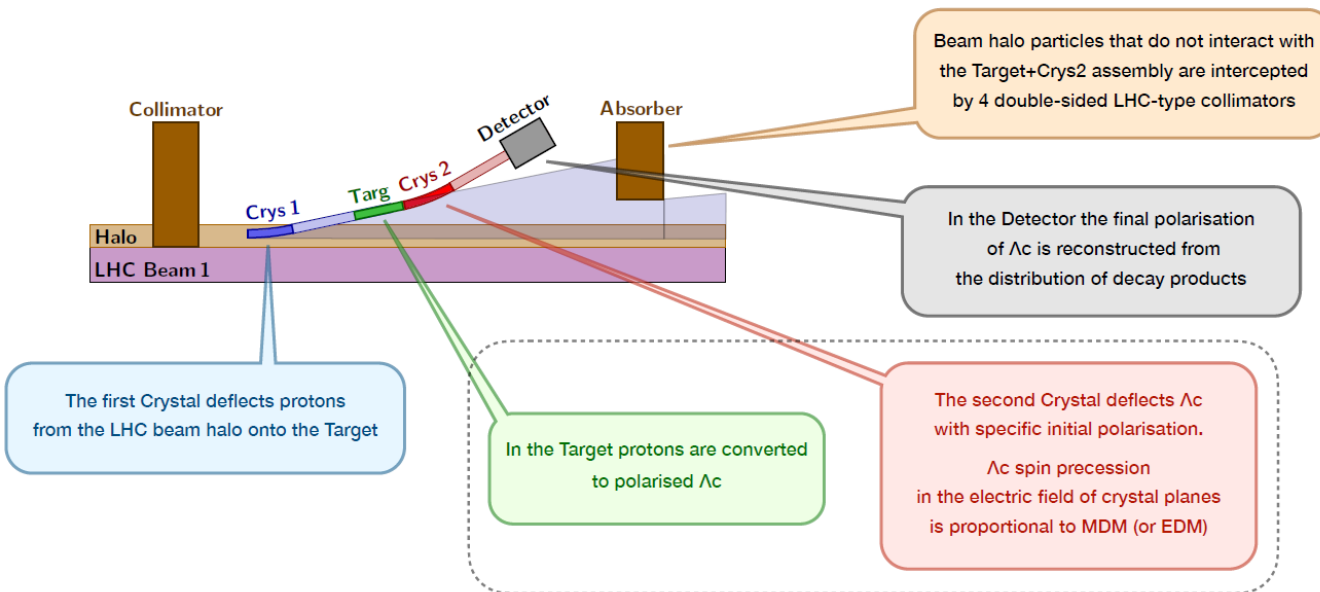 Beam halo particles that do not interact with
the Target+Crys2 assembly are intercepted
by 4 double-sided LHC-type collimators
Collimator
Detector
Absorber
Crys 1
Targ
Crys 2
Halo
LHC Beam 1
In the Detector the final polarisation
of Λc is reconstructed from
the distribution of decay products
The first Crystal deflects protons
from the LHC beam halo onto the Target
In the Target protons are converted
to polarised Λc
The second Crystal deflects Λc
with specific initial polarisation.
Λc spin precession
in the electric field of crystal planes
is proportional to MDM (or EDM)